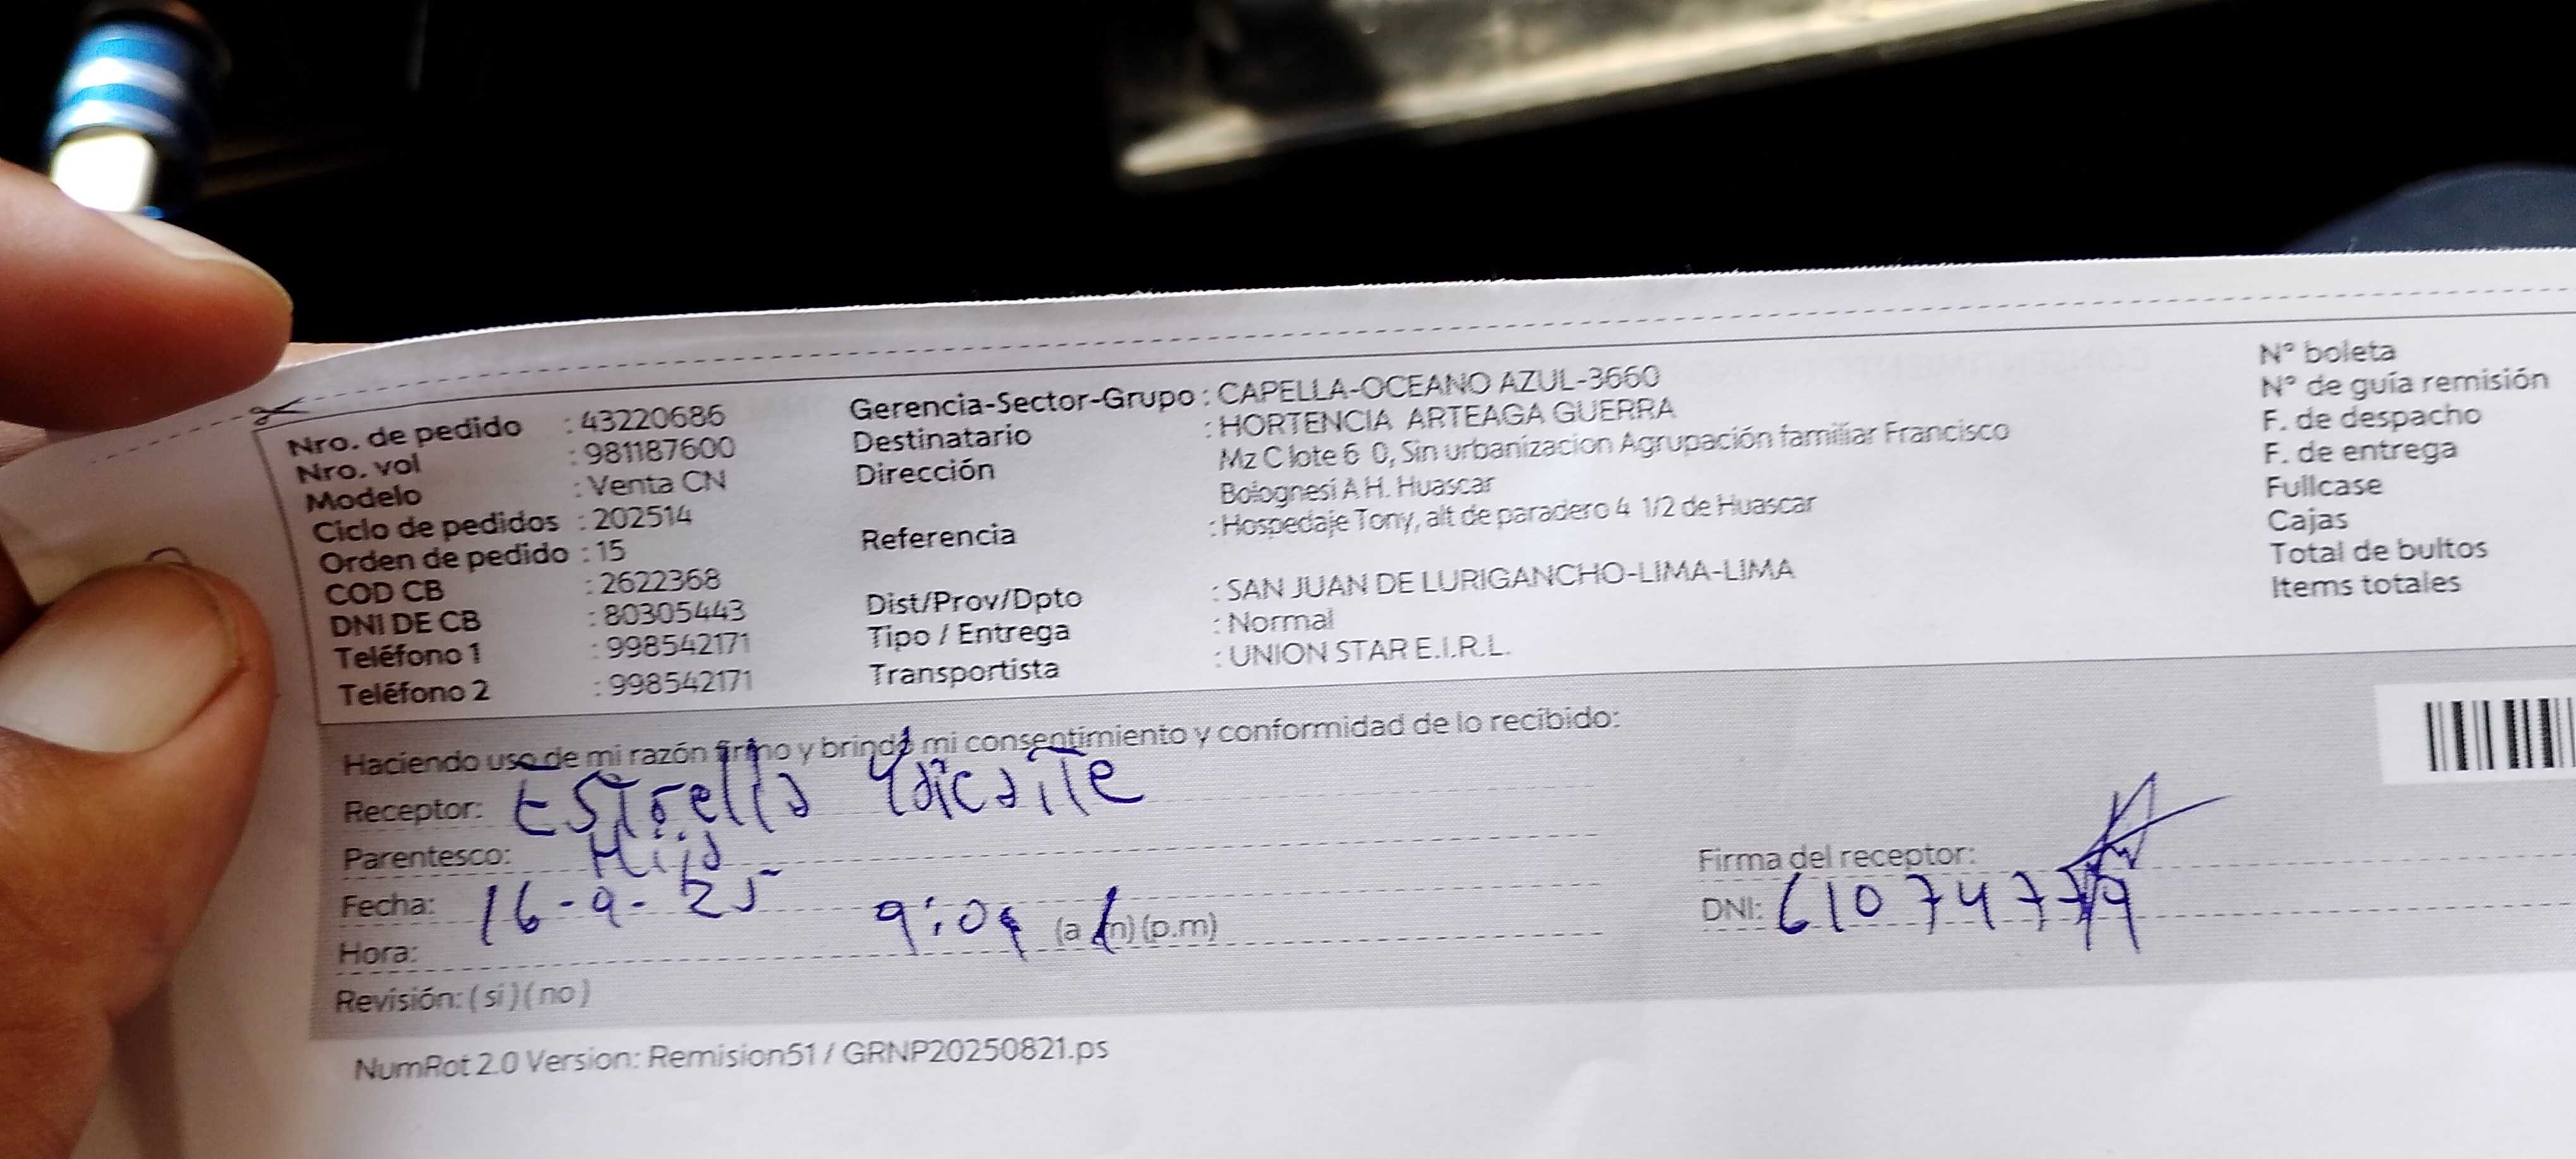 Nro. de pedido : 43220686
Nro. vol : 981187600
Modelo : Venta CN
Ciclo de pedidos : 202514
Orden de pedido : 15
COD CB : 2622368
DNI DE CB : 80305443
Teléfono 1 : 998542171
Teléfono 2 : 998542171
Gerencia-Sector-Grupo : CAPELLA-OCEANO AZUL-3660
Destinatario : HORTENCIA ARTEAGA GUERRA
Dirección Mz C lote 6 0, Sin urbanizacion Agrupación familiar Francisco
Bolognesi A H. Huascar
Referencia : Hospedaje Tony, alt de paradero 4 1/2 de Huascar
Dist/Prov/Dpto : SAN JUAN DE LURIGANCHO-LIMA-LIMA
Tipo / Entrega : Normal
Transportista : UNION STAR E.I.R.L.
N° boleta
N° de guía remisión
F. de despacho
F. de entrega
Fullcase
Cajas
Total de bultos
Items totales
Haciendo uso de mi razón firmo y brindo mi consentimiento y conformidad de lo recibido:
Receptor: Estrella
Parentesco: Hija
Fecha: 16-9-25
Hora: 9:09 (a.m) (p.m)
Revisión: ( si ) ( no )
Firma del receptor:
DNI:
NumRot 2.0 Version: Remision51 / GRNP20250821.ps